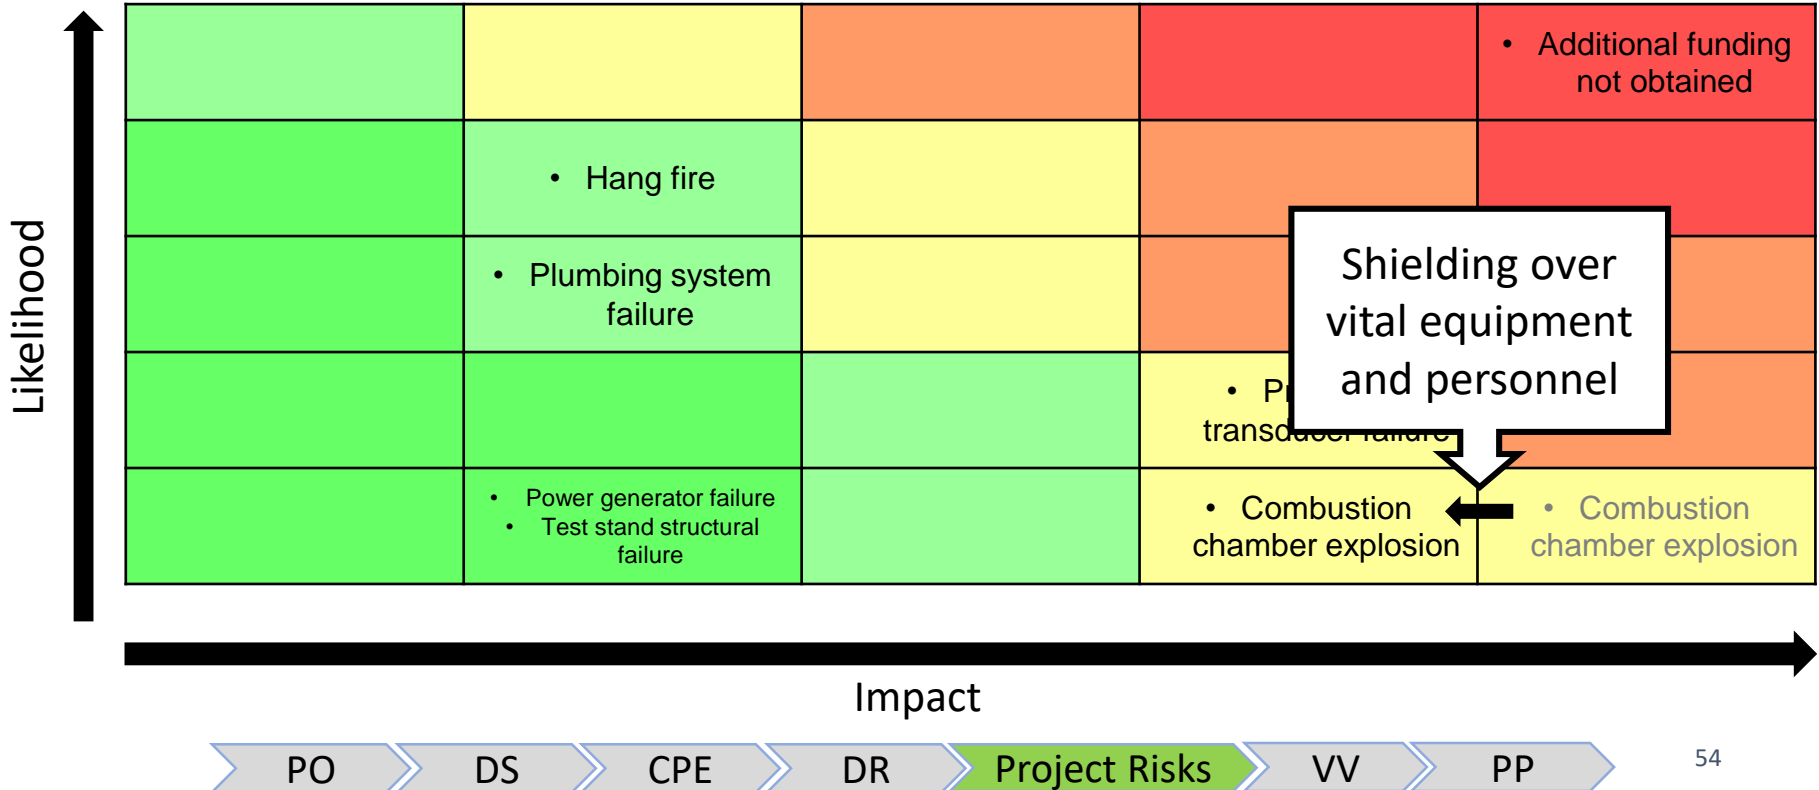 • Additional funding
not obtained
• Hang fire
• Plumbing system
failure
Shielding over
vital equipment
and personnel
•
transducer failure
• Power generator failure
• Test stand structural
failure
• Combustion
chamber explosion
• Combustion
chamber explosion
Likelihood
Impact
PO
DS
CPE
DR
Project Risks
VV
PP
54